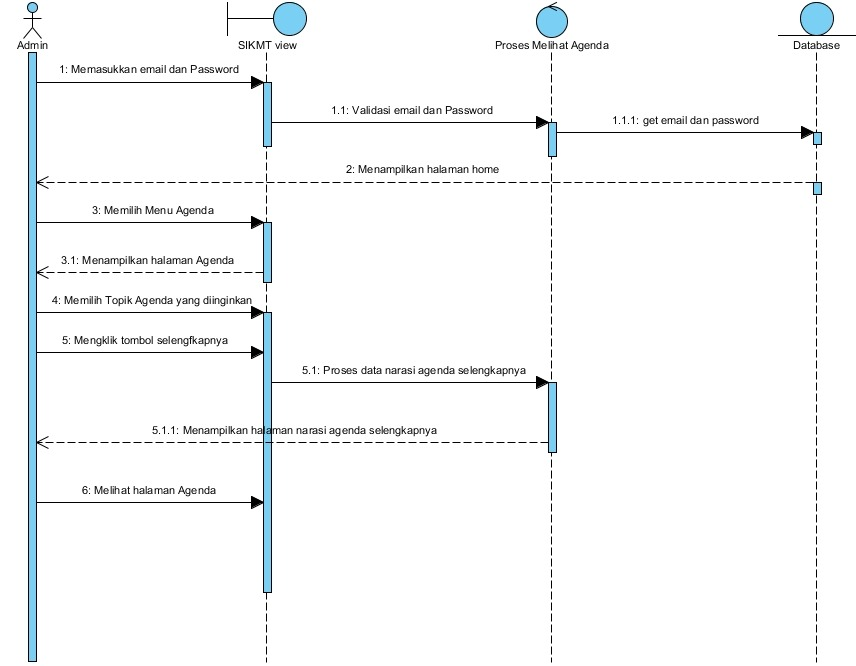 Admin
SIKMT view
Proses Melihat Agenda
Database
1: Memasukkan email dan Password
1.1: Validasi email dan Password
1.1.1: get email dan password
2: Menampilkan halaman home
3: Memilih Menu Agenda
3.1: Menampilkan halaman Agenda
4: Memilih Topik Agenda yang diinginkan
5: Mengklik tombol selengfkapnya
5.1: Proses data narasi agenda selengkapnya
5.1.1: Menampilkan halaman narasi agenda selengkapnya
6: Melihat halaman Agenda